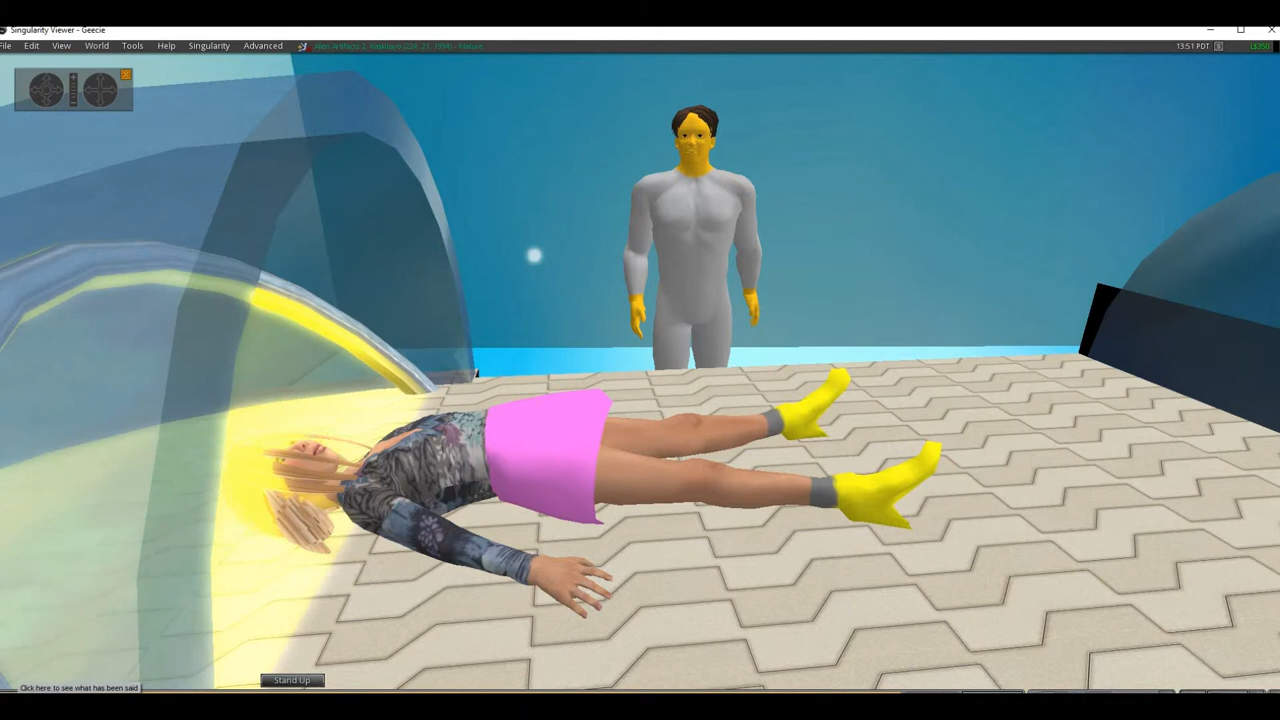 Singularity Viewer - Geecie
File Edit View World Tools Help Singularity Advanced
13:51 PDT
L$350
Stand Up
Click here to see what has been said